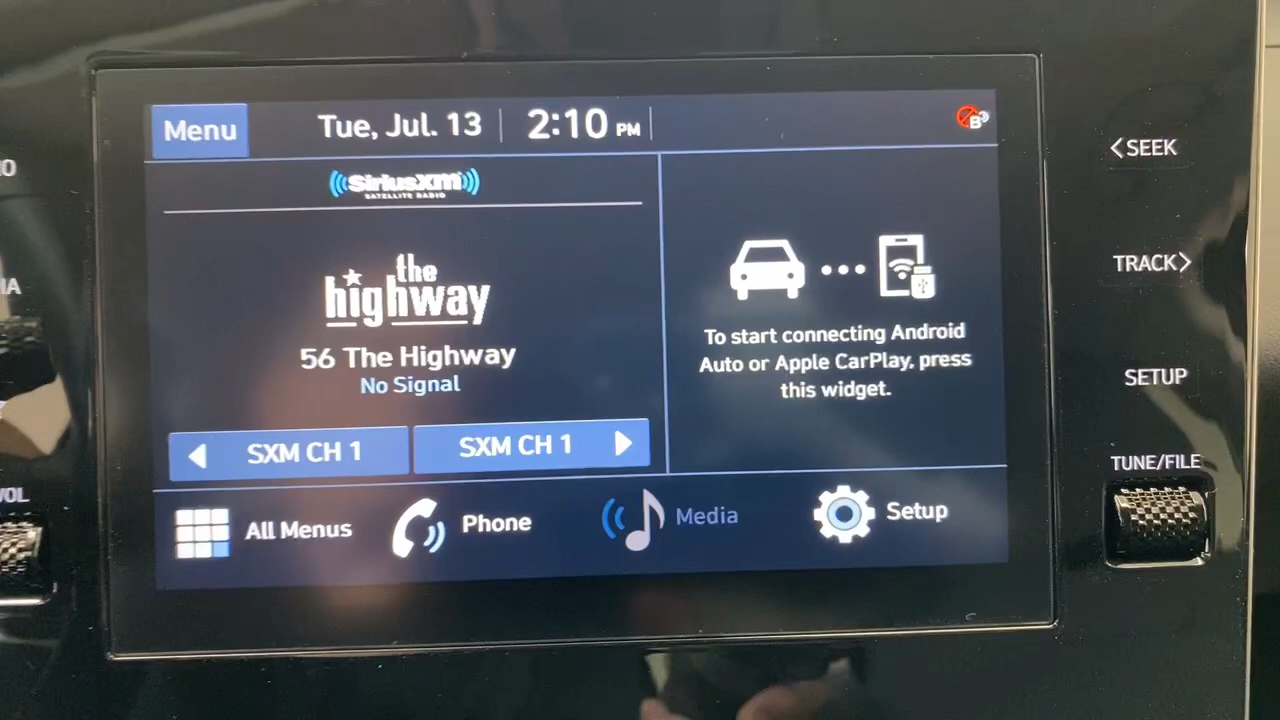 Menu
Tue, Jul. 13
2:10 PM
B
SiriusXM
SATELLITE RADIO
the
highway
56 The Highway
No Signal
SXM CH 1
SXM CH 1
To start connecting Android
Auto or Apple CarPlay, press
this widget.
All Menus
Phone
Media
Setup
SEEK
TRACK
SETUP
TUNE/FILE
VOL